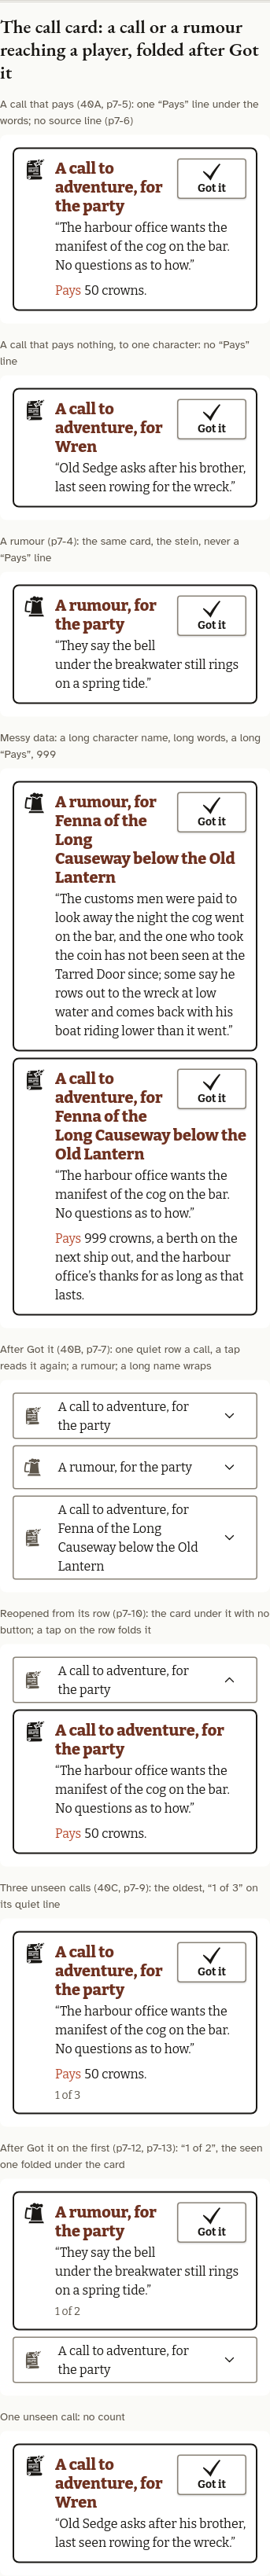 The call card: a call or a rumour
reaching a player, folded after Got
it
A call that pays (40A, p7-5): one “Pays” line under the
words; no source line (p7-6)
A call to
adventure, for
the party
Got it
“The harbour office wants the
manifest of the cog on the bar.
No questions as to how.”
Pays 50 crowns.
A call that pays nothing, to one character: no “Pays”
line
A call to
adventure, for
Wren
Got it
“Old Sedge asks after his brother,
last seen rowing for the wreck.”
A rumour (p7-4): the same card, the stein, never a
“Pays” line
A rumour, for
the party
Got it
“They say the bell
under the breakwater still rings
on a spring tide.”
Messy data: a long character name, long words, a long
“Pays”, 999
A rumour, for
Fenna of the
Long
Causeway below the Old
Lantern
Got it
“The customs men were paid to
look away the night the cog went
on the bar, and the one who took
the coin has not been seen at the
Tarred Door since; some say he
rows out to the wreck at low
water and comes back with his
boat riding lower than it went.”
A call to
adventure, for
Fenna of the
Long Causeway below the
Old Lantern
Got it
“The harbour office wants the
manifest of the cog on the bar.
No questions as to how.”
Pays 999 crowns, a berth on the
next ship out, and the harbour
office’s thanks for as long as that
lasts.
After Got it (40B, p7-7): one quiet row a call, a tap
reads it again; a rumour; a long name wraps
A call to adventure, for
the party
A rumour, for the party
A call to adventure, for
Fenna of the Long
Causeway below the Old
Lantern
Reopened from its row (p7-10): the card under it with no
button; a tap on the row folds it
A call to adventure, for
the party
A call to adventure, for
the party
“The harbour office wants the
manifest of the cog on the bar.
No questions as to how.”
Pays 50 crowns.
Three unseen calls (40C, p7-9): the oldest, “1 of 3” on
its quiet line
A call to
adventure, for
the party
Got it
“The harbour office wants the
manifest of the cog on the bar.
No questions as to how.”
Pays 50 crowns.
1 of 3
After Got it on the first (p7-12, p7-13): “1 of 2”, the seen
one folded under the card
A rumour, for
the party
Got it
“They say the bell
under the breakwater still rings
on a spring tide.”
1 of 2
A call to adventure, for
the party
One unseen call: no count
A call to
adventure, for
Wren
Got it
“Old Sedge asks after his brother,
last seen rowing for the wreck.”